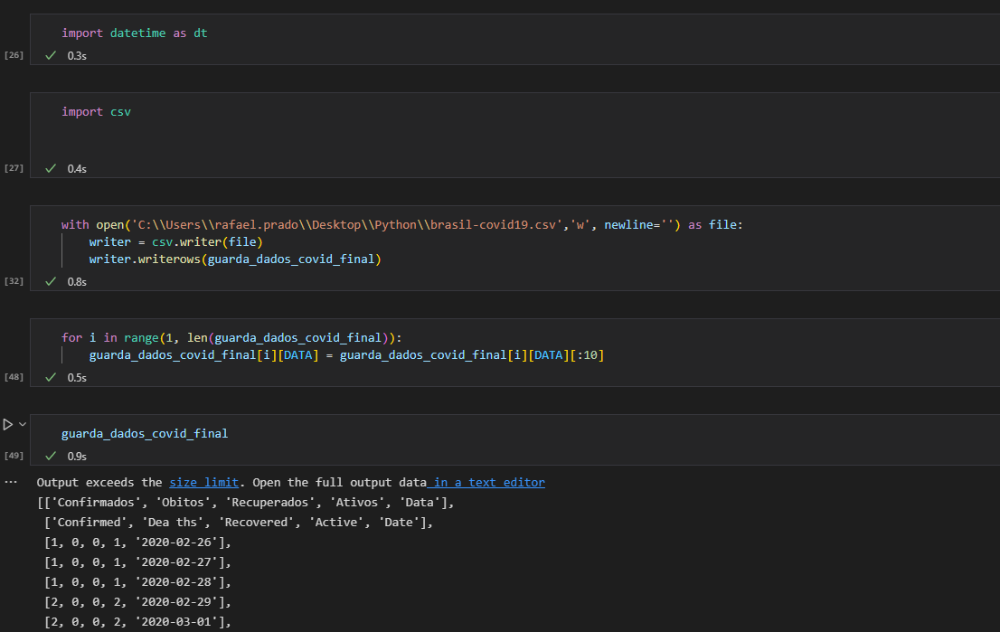 import datetime as dt
[26] 0.3s
import csv
[27] 0.4s
with open('C:\\Users\\rafael.prado\\Desktop\\Python\\brasil-covid19.csv','w', newline='') as file:
    writer = csv.writer(file)
    writer.writerows(guarda_dados_covid_final)
[32] 0.8s
for i in range(1, len(guarda_dados_covid_final)):
    guarda_dados_covid_final[i][DATA] = guarda_dados_covid_final[i][DATA][:10]
[48] 0.5s
guarda_dados_covid_final
[49] 0.9s
Output exceeds the size limit. Open the full output data in a text editor
[['Confirmados', 'Obitos', 'Recuperados', 'Ativos', 'Data'],
 ['Confirmed', 'Dea ths', 'Recovered', 'Active', 'Date'],
 [1, 0, 0, 1, '2020-02-26'],
 [1, 0, 0, 1, '2020-02-27'],
 [1, 0, 0, 1, '2020-02-28'],
 [2, 0, 0, 2, '2020-02-29'],
 [2, 0, 0, 2, '2020-03-01'],